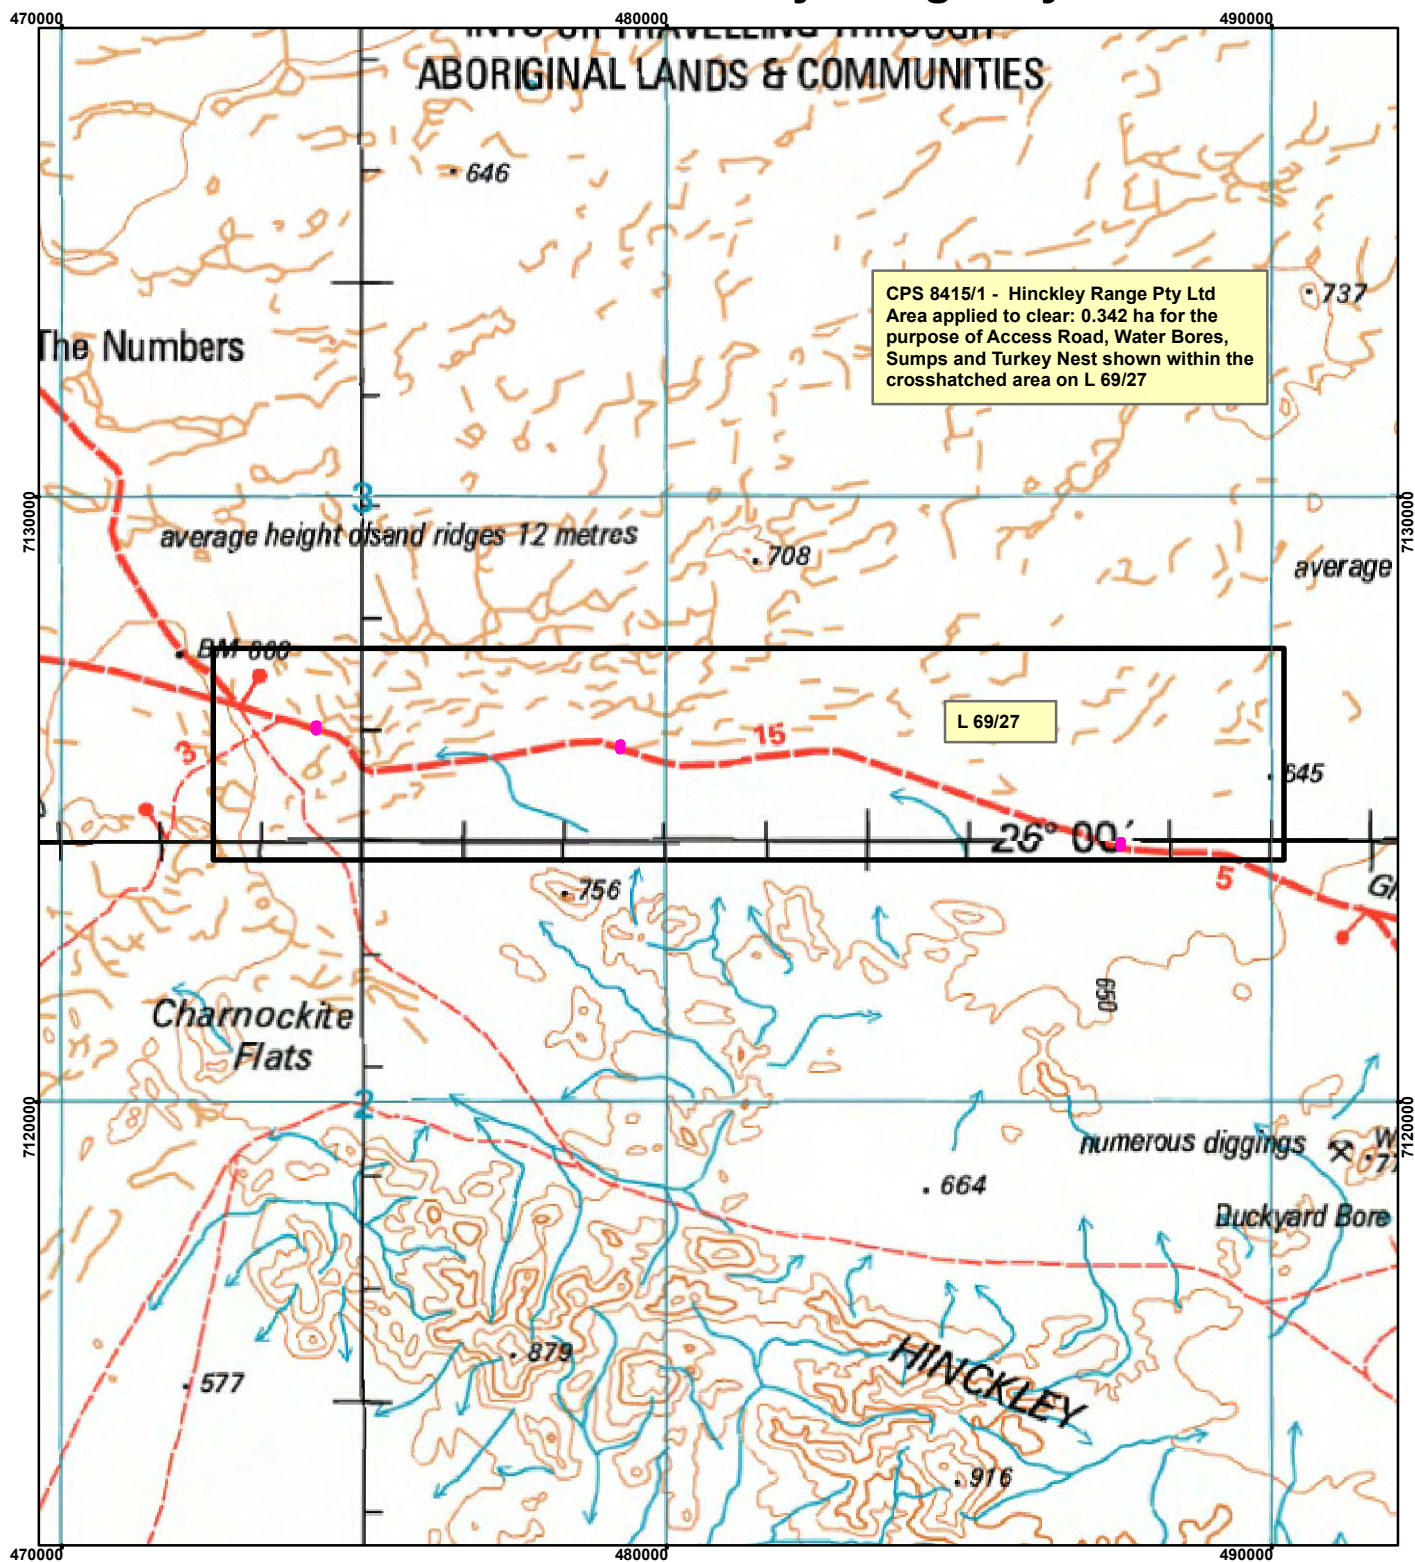 470000
480000
490000
ABORIGINAL LANDS & COMMUNITIES
646
CPS 8415/1 - Hinckley Range Pty Ltd
Area applied to clear: 0.342 ha for the
purpose of Access Road, Water Bores,
Sumps and Turkey Nest shown within the
crosshatched area on L 69/27
737
The Numbers
7130000
3
7130000
average height of sand ridges 12 metres
708
average
BM
L 69/27
3
15
645
26° 00′
756
5
650
Charnockite
Flats
2
7120000
7120000
numerous diggings
664
Duckyard Bore
879
577
HINCKLEY
916
470000
480000
490000